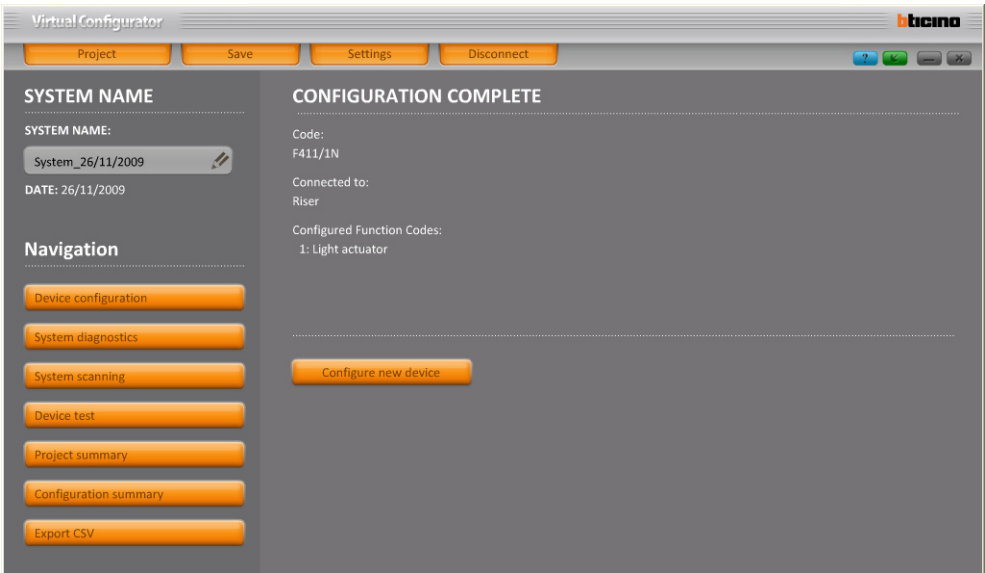 Virtual Configurator
bticino
Project
Save
Settings
Disconnect
?
SYSTEM NAME
SYSTEM NAME:
System_26/11/2009
DATE: 26/11/2009
Navigation
Device configuration
System diagnostics
System scanning
Device test
Project summary
Configuration summary
Export CSV
CONFIGURATION COMPLETE
Code:
F411/1N
Connected to:
Riser
Configured Function Codes:
1: Light actuator
Configure new device